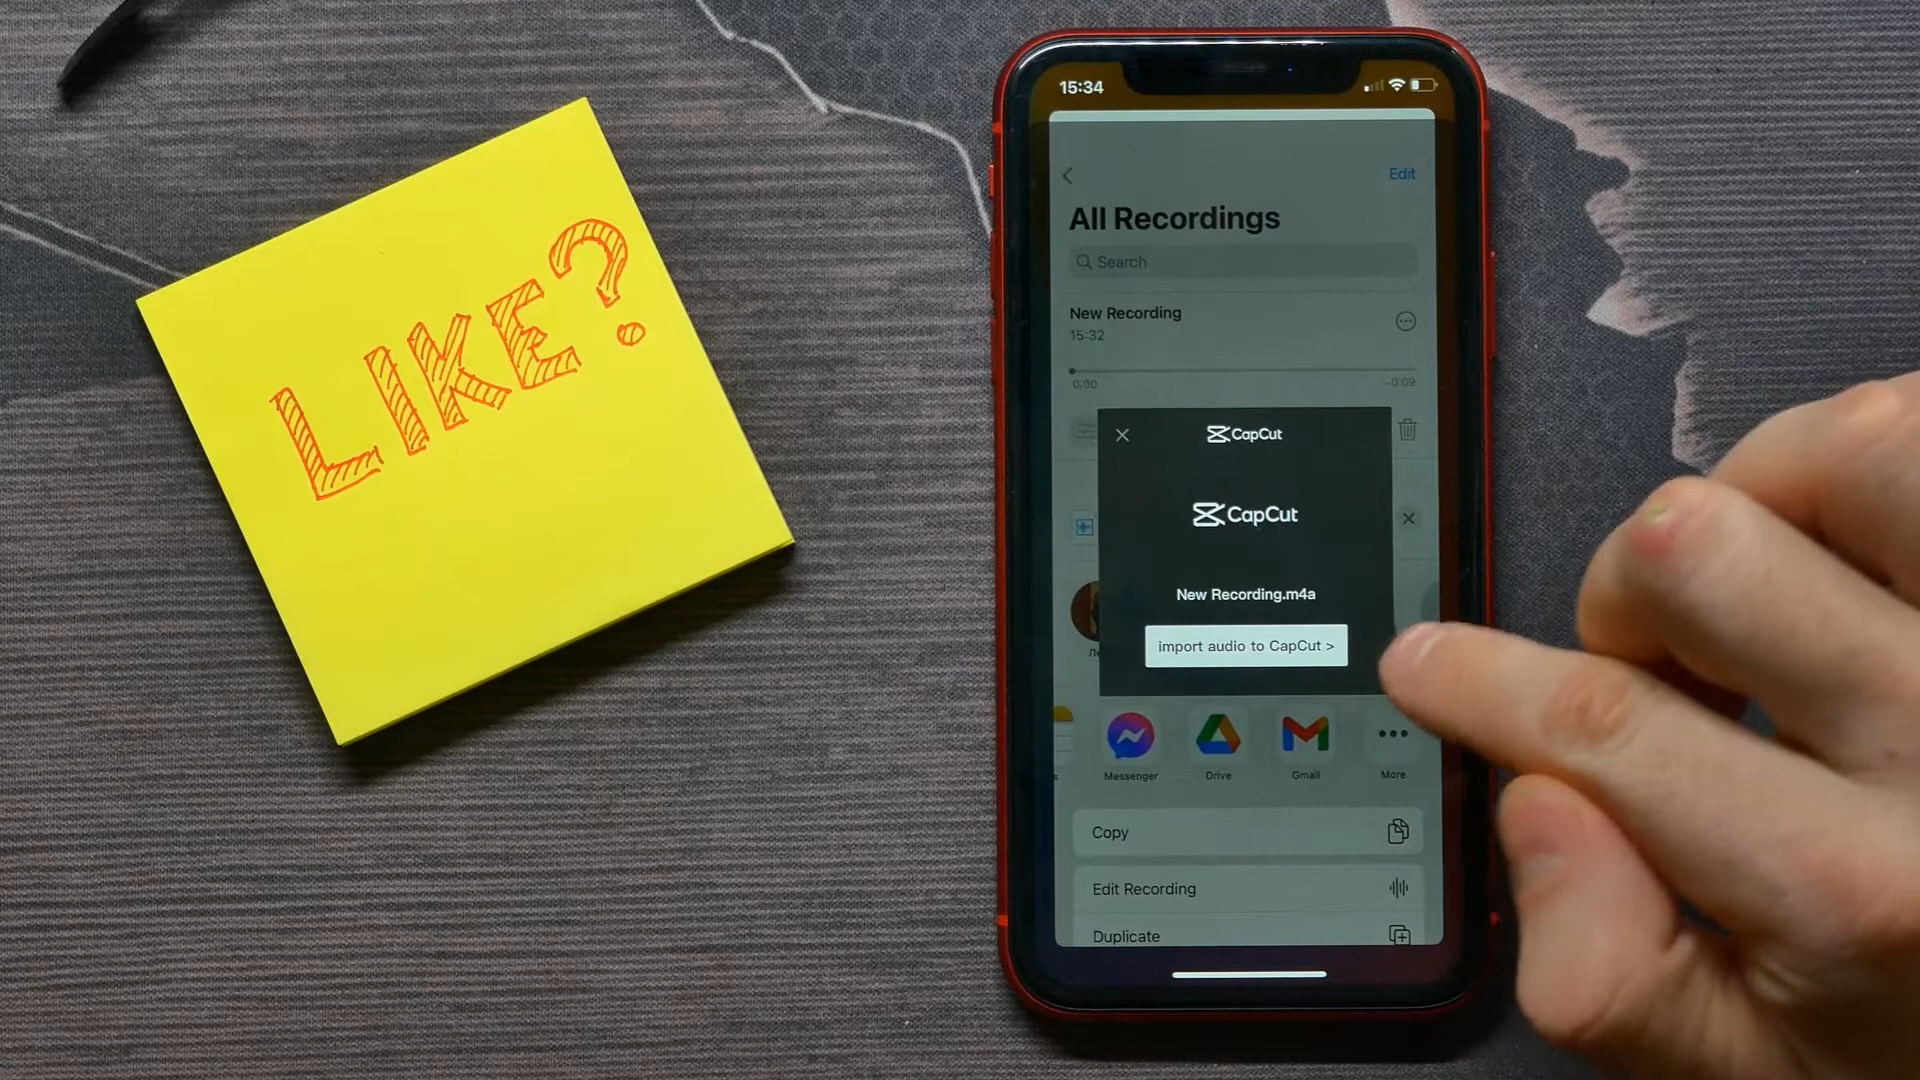 LIKE?
15:34
Edit
All Recordings
Search
New Recording
15:32
0:00
-0:09
CapCut
CapCut
New Recording.m4a
import audio to CapCut >
Messenger
Drive
Gmail
More
Copy
Edit Recording
Duplicate